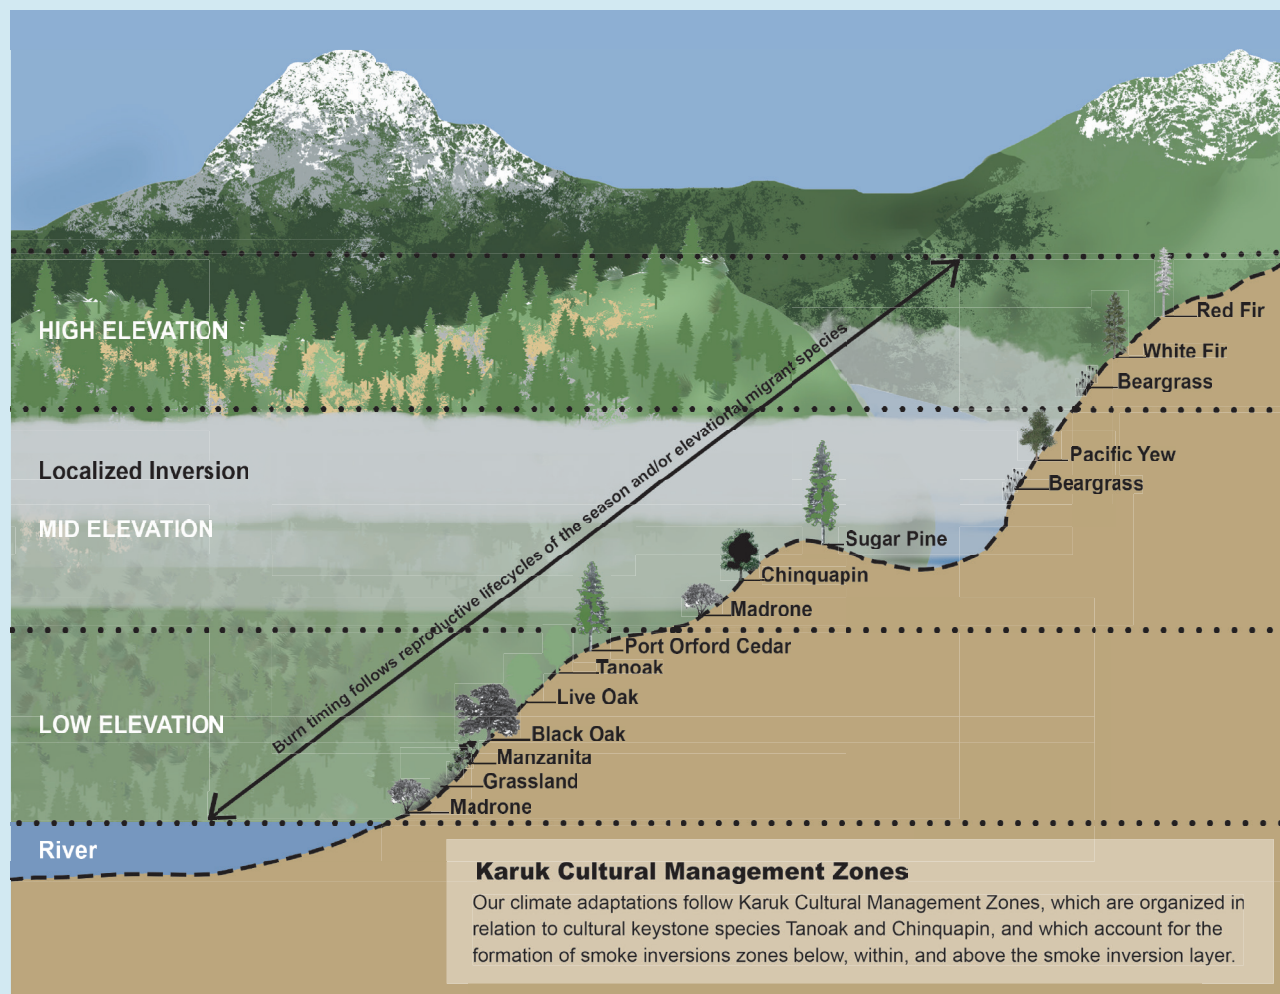 HIGH ELEVATION
Red Fir
White Fir
Beargrass
Burn timing follows reproductive lifecycles of the season and/or elevational migrant species
Localized Inversion
Pacific Yew
Beargrass
MID ELEVATION
Sugar Pine
Chinquapin
Madrone
Port Orford Cedar
Tanoak
Live Oak
LOW ELEVATION
Black Oak
Manzanita
Grassland
Madrone
River
Karuk Cultural Management Zones
Our climate adaptations follow Karuk Cultural Management Zones, which are organized in
relation to cultural keystone species Tanoak and Chinquapin, and which account for the
formation of smoke inversions zones below, within, and above the smoke inversion layer.